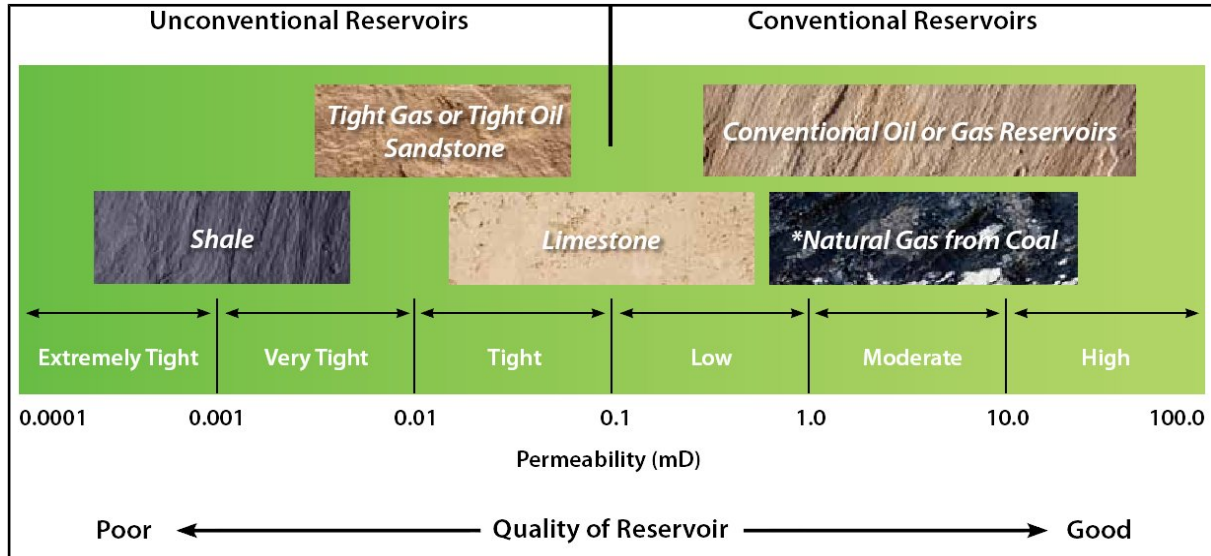 Unconventional Reservoirs
Conventional Reservoirs
Tight Gas or Tight Oil
Sandstone
Conventional Oil or Gas Reservoirs
Shale
Limestone
*Natural Gas from Coal
Extremely Tight
Very Tight
Tight
Low
Moderate
High
0.0001
0.001
0.01
0.1
1.0
10.0
100.0
Permeability (mD)
Poor
Quality of Reservoir
Good